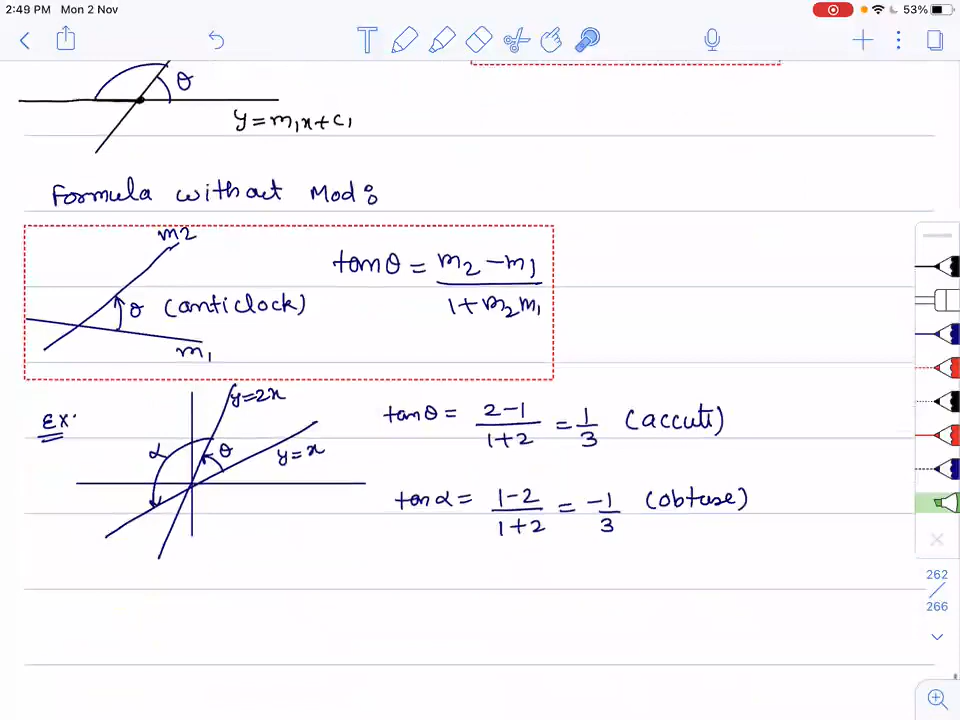 2:49 PM Mon 2 Nov
53%
θ
y = m₁x + c₁
Formula without Mod :
m2
θ (anticlock)
m₁
tanθ = m₂ - m₁ / 1 + m₂ m₁
Ex:
y = 2x
α
θ
y = x
tanθ = 2-1 / 1+2 = 1/3 (accute)
tanα = 1-2 / 1+2 = -1/3 (obtuse)
262
/
266